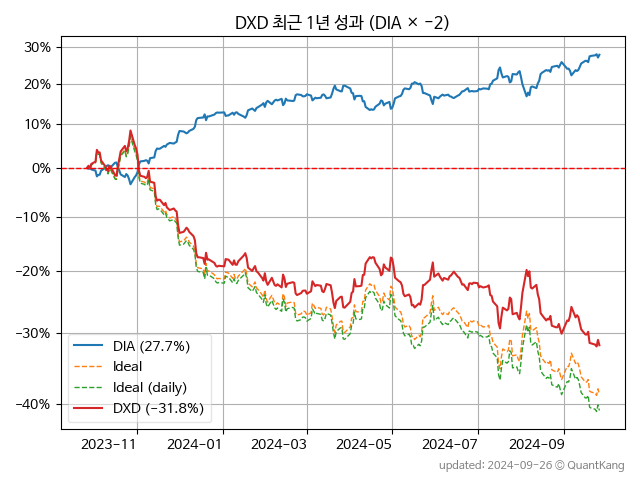 DXD 최근 1년 성과 (DIA × −2)
30%
20%
10%
0%
−10%
−20%
−30%
−40%
DIA (27.7%)
Ideal
Ideal (daily)
DXD (−31.8%)
2023-11
2024-01
2024-03
2024-05
2024-07
2024-09
updated: 2024-09-26 © QuantKang